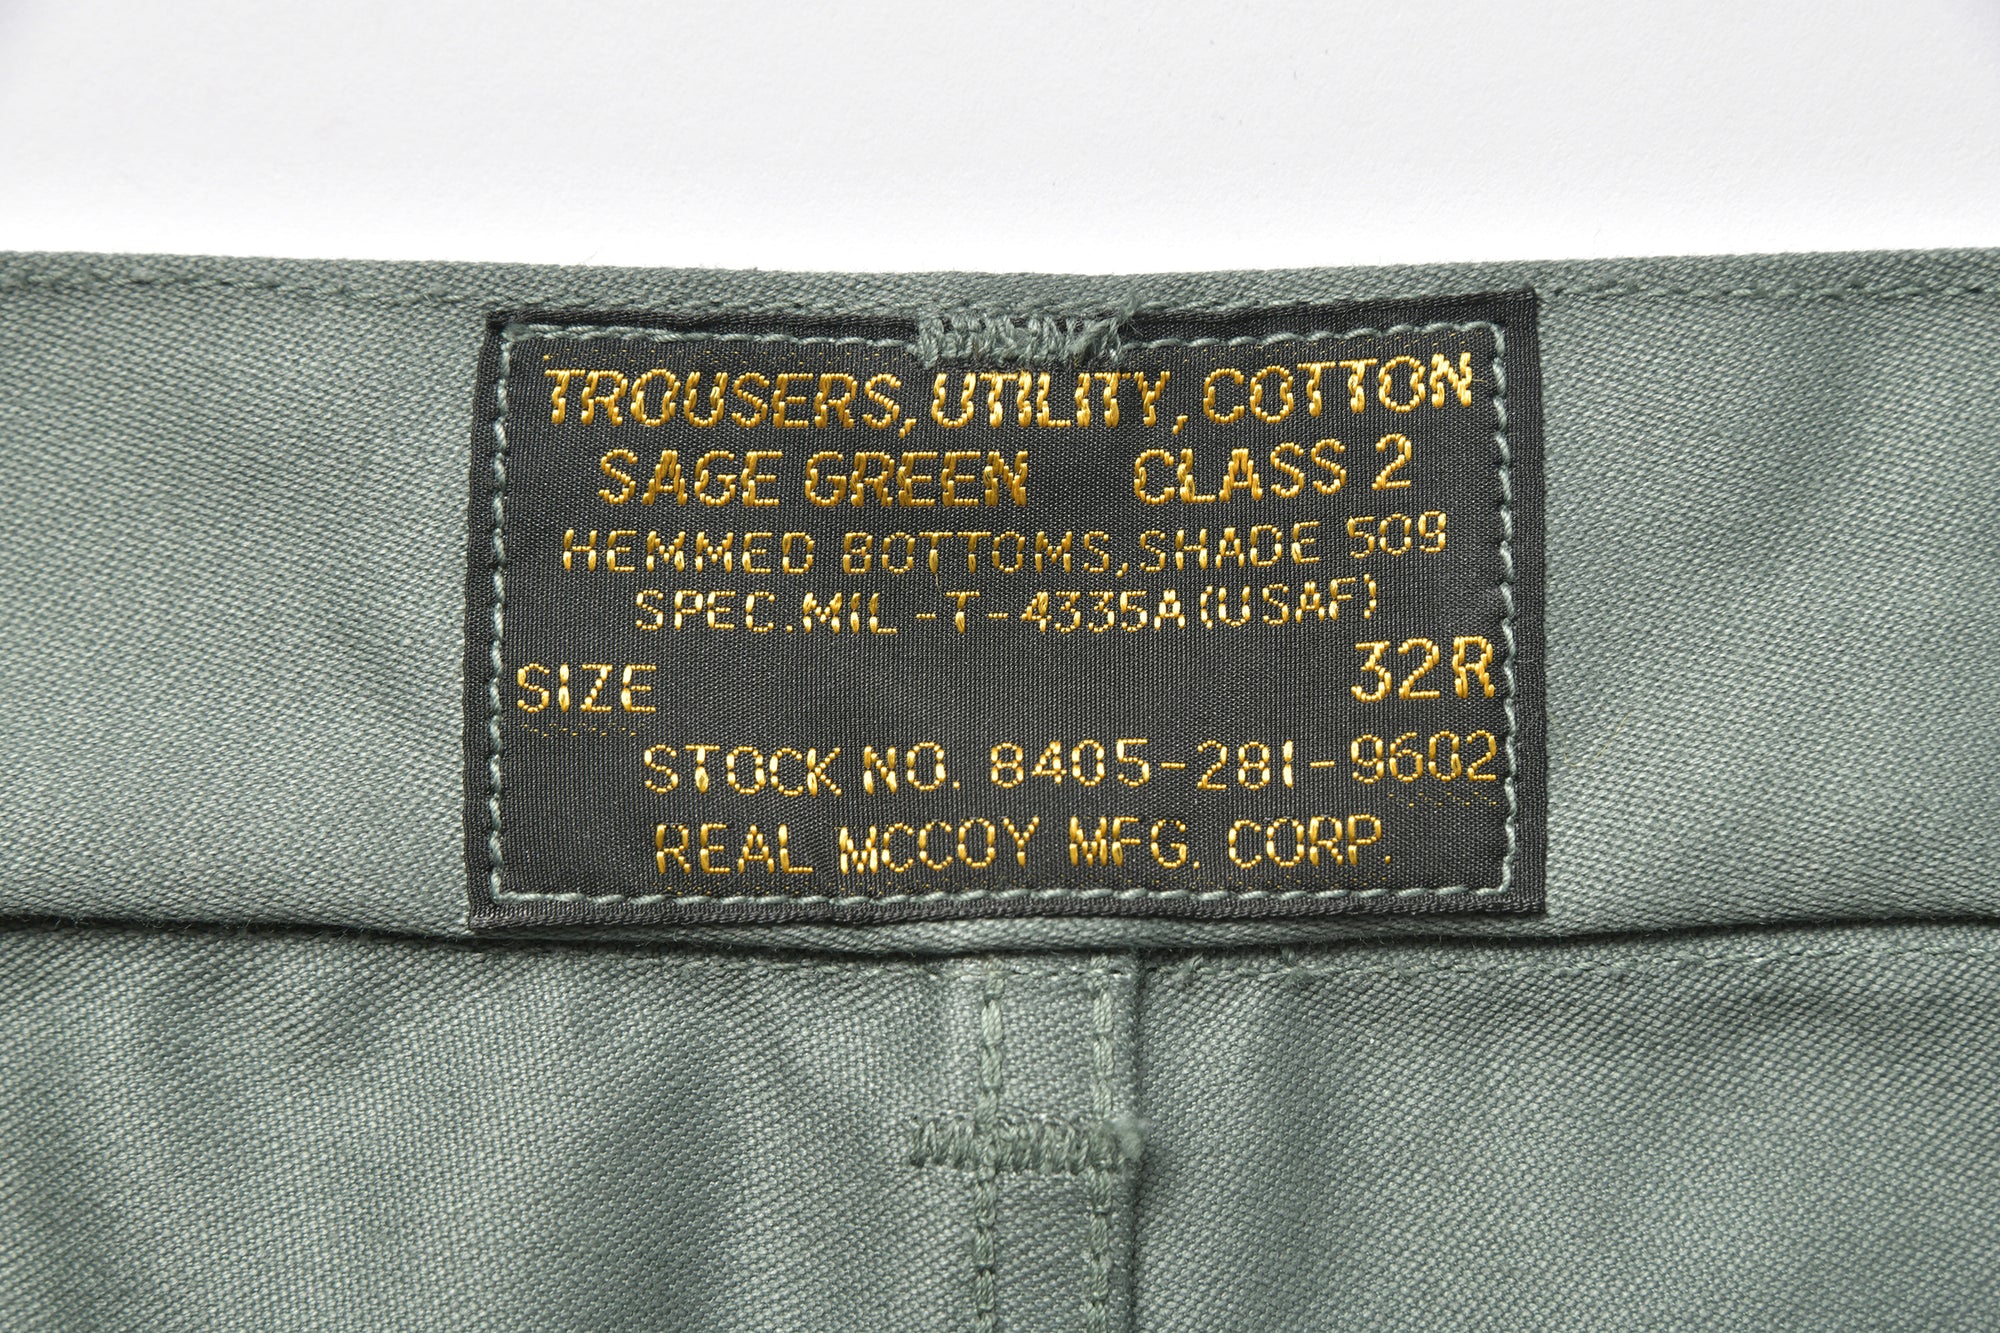 TROUSERS, UTILITY, COTTON
SAGE GREEN CLASS 2
HEMMED BOTTOMS, SHADE 509
SPEC. MIL-T-4335A (USAF)
SIZE 32R
STOCK NO. 8405-281-9602
REAL MCCOY MFG. CORP.